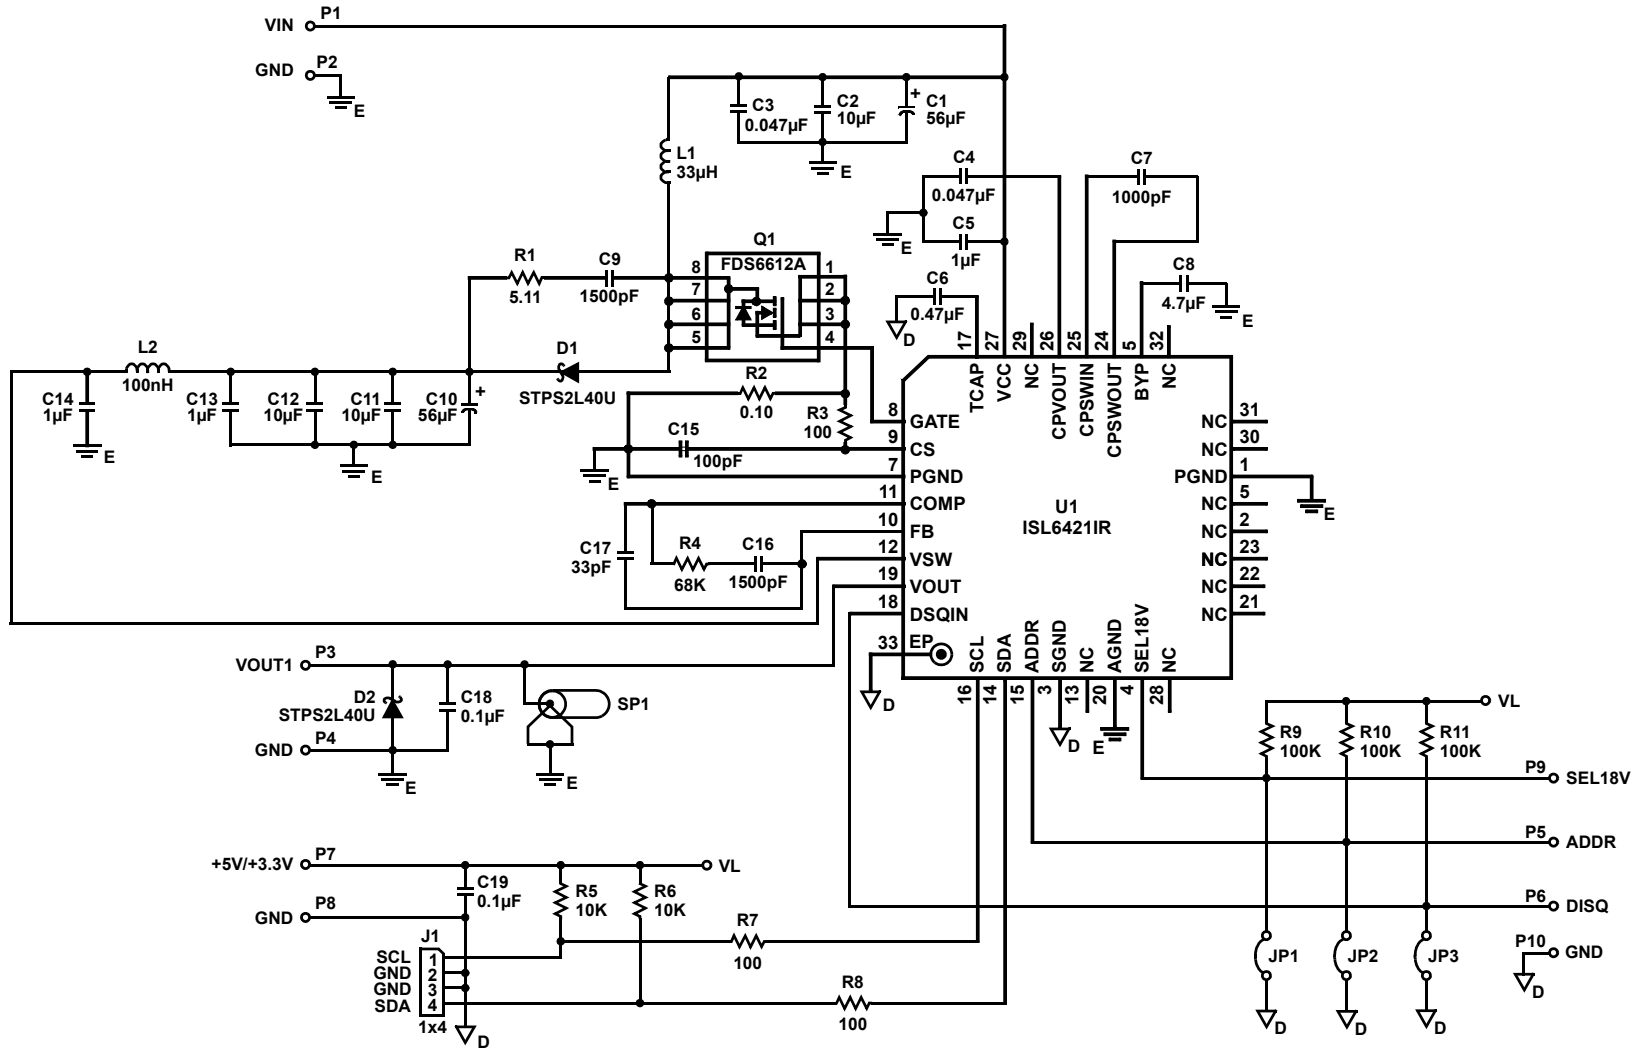 VIN P1
GND P2
E
C3
0.047µF
C2
10µF
+ C1
56µF
E
L1
33µH
C4
0.047µF
C5
1µF
E
C7
1000pF
C6
0.47µF
D
C8
4.7µF
E
Q1
FDS6612A
8
7
6
5
1
2
3
4
R1
5.11
C9
1500pF
D1
STPS2L40U
L2
100nH
C14
1µF
E
C13
1µF
C12
10µF
C11
10µF
C10
56µF
+
E
R2
0.10
R3
100
C15
100pF
E
C17
33pF
R4
68K
C16
1500pF
U1
ISL6421IR
17 TCAP
27 VCC
29 NC
26 CPVOUT
25 CPSWIN
24 CPSWOUT
5 BYP
32 NC
8 GATE
9 CS
7 PGND
11 COMP
10 FB
12 VSW
19 VOUT
18 DSQIN
33 EP
D
NC 31
NC 30
PGND 1
E
NC 5
NC 2
NC 23
NC 22
NC 21
16 SCL
14 SDA
15 ADDR
3 SGND
13 NC
20 AGND
4 SEL18V
28 NC
D
E
VOUT1 P3
D2
STPS2L40U
C18
0.1µF
SP1
GND P4
E
E
VL
R9
100K
R10
100K
R11
100K
P9 SEL18V
P5 ADDR
P6 DISQ
P10 GND
D
JP1
JP2
JP3
D
D
D
+5V/+3.3V P7
VL
C19
0.1µF
R5
10K
R6
10K
GND P8
R7
100
R8
100
J1
SCL 1
GND 2
GND 3
SDA 4
1x4
D